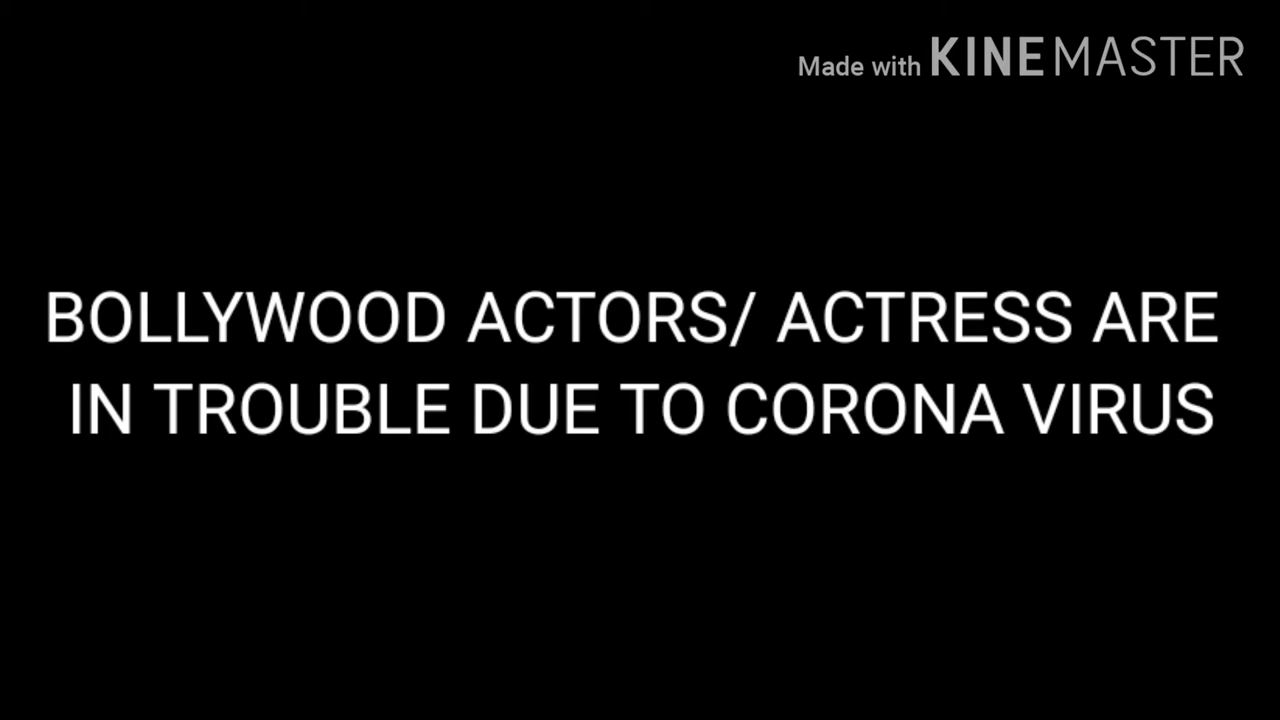 Made with KINEMASTER
BOLLYWOOD ACTORS/ ACTRESS ARE
IN TROUBLE DUE TO CORONA VIRUS